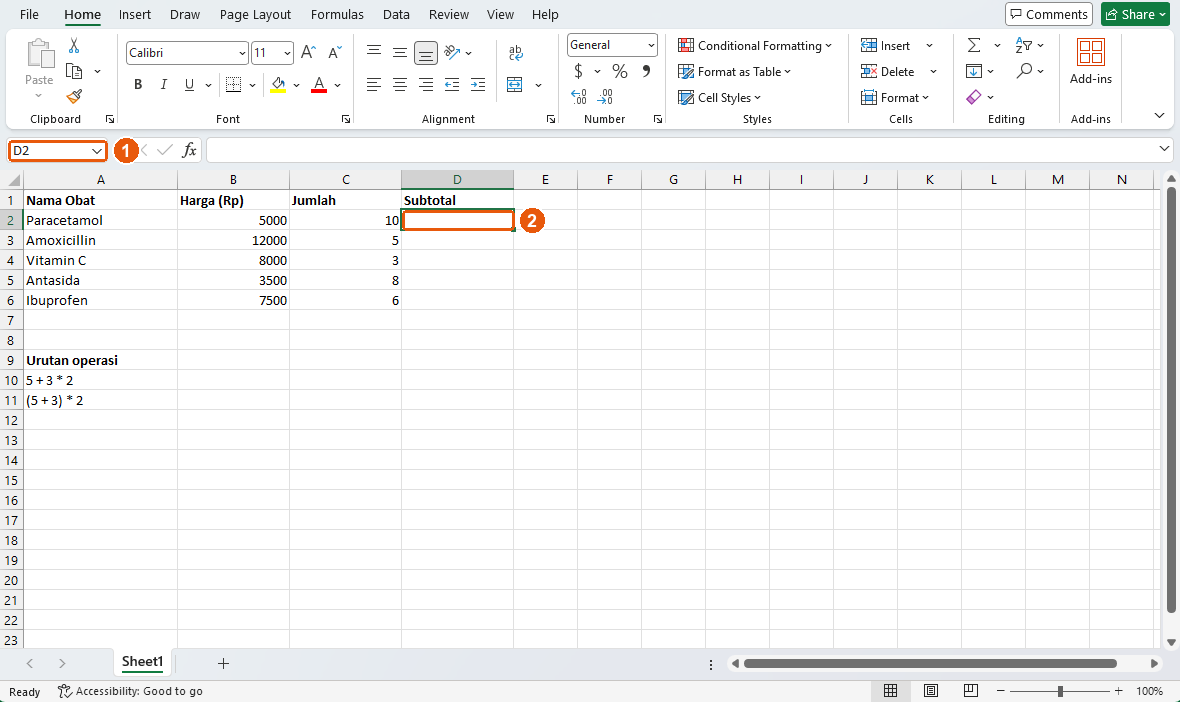 File Home Insert Draw Page Layout Formulas Data Review View Help Comments Share
Calibri 11 General Conditional Formatting Insert
Paste B I U A $ % Format as Table Delete Add-ins
Cell Styles Format
Clipboard Font Alignment Number Styles Cells Editing Add-ins
D2 1 fx
A B C D E F G H I J K L M N
1 Nama Obat Harga (Rp) Jumlah Subtotal
2 Paracetamol 5000 10 2
3 Amoxicillin 12000 5
4 Vitamin C 8000 3
5 Antasida 3500 8
6 Ibuprofen 7500 6
7
8
9 Urutan operasi
10 5 + 3 * 2
11 (5 + 3) * 2
12
13
14
15
16
17
18
19
20
21
22
23
Sheet1
Ready Accessibility: Good to go 100%